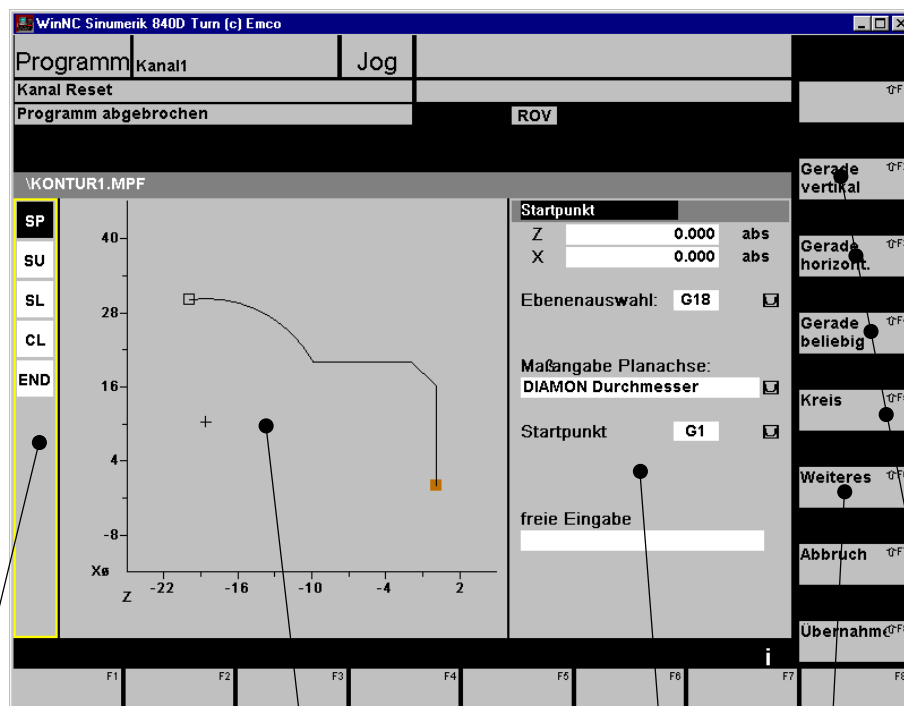 WinNC Sinumerik 840D Turn (c) Emco
Programm Kanal1 Jog
Kanal Reset
Programm abgebrochen
ROV
\KONTUR1.MPF
SP
SU
SL
CL
END
40
28
16
4
-8
Xø
Z
-22 -16 -10 -4 2
Startpunkt
Z 0.000 abs
X 0.000 abs
Ebenenauswahl: G18
Maßangabe Planachse:
DIAMON Durchmesser
Startpunkt G1
freie Eingabe
Gerade
vertikal
Gerade
horizont.
Gerade
beliebig
Kreis
Weiteres
Abbruch
Übernahme
i
F1 F2 F3 F4 F5 F6 F7 F8